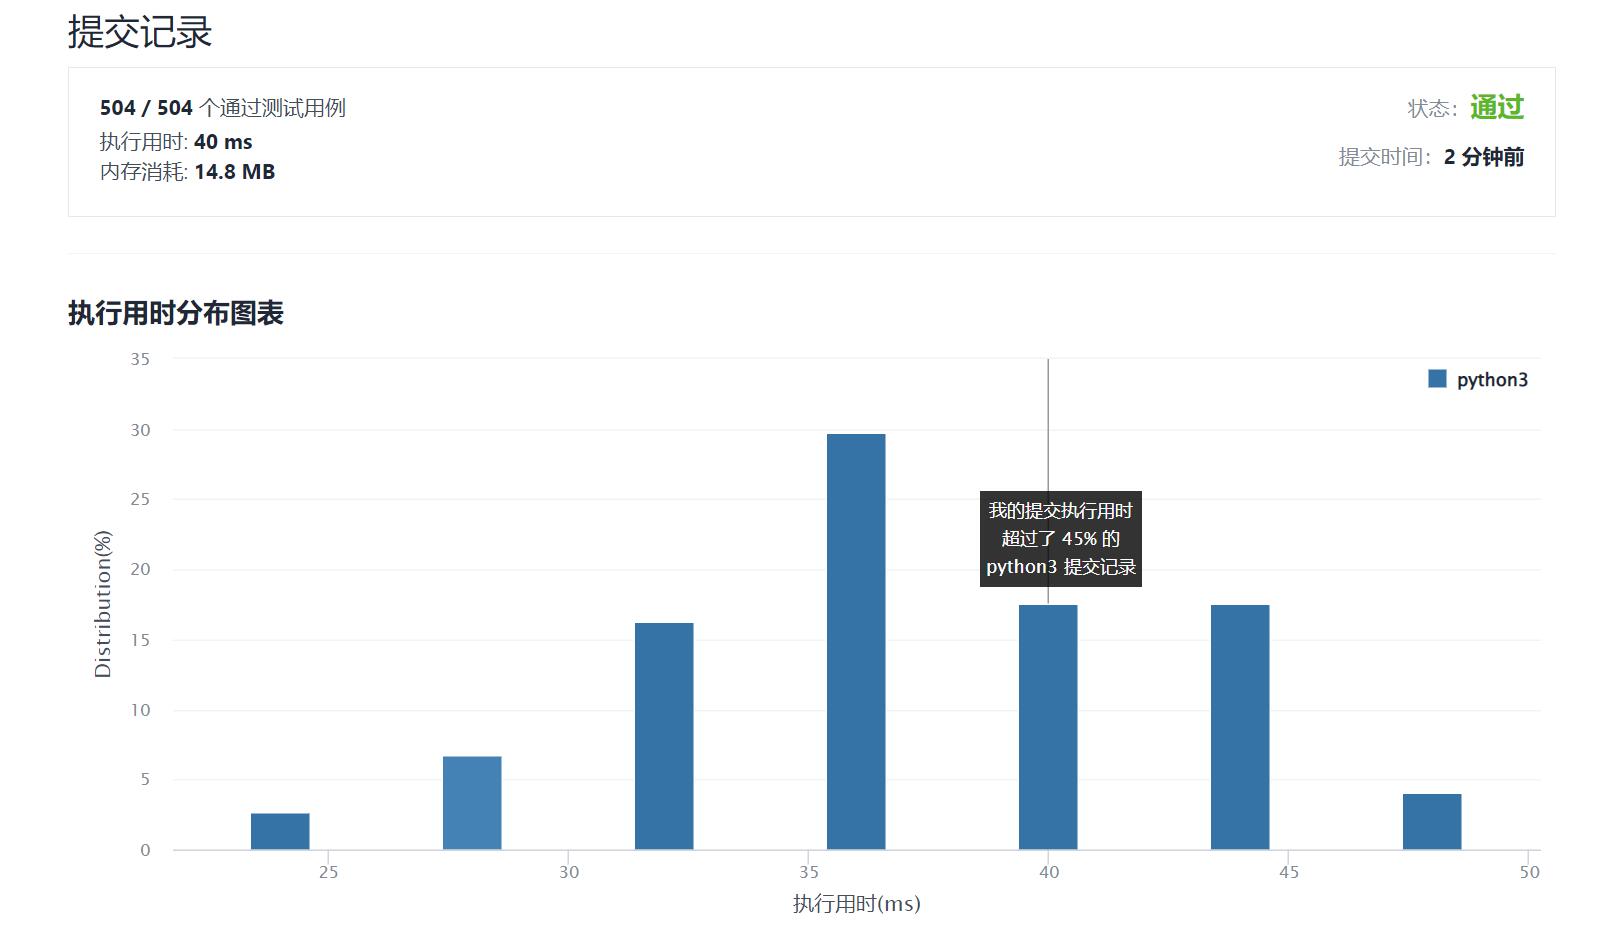 提交记录
504 / 504 个通过测试用例
状态：通过
执行用时: 40 ms
提交时间：2 分钟前
内存消耗: 14.8 MB
执行用时分布图表
35
python3
30
25
我的提交执行用时
超过了 45% 的
python3 提交记录
20
Distribution(%)
15
10
5
0
25 30 35 40 45 50
执行用时(ms)